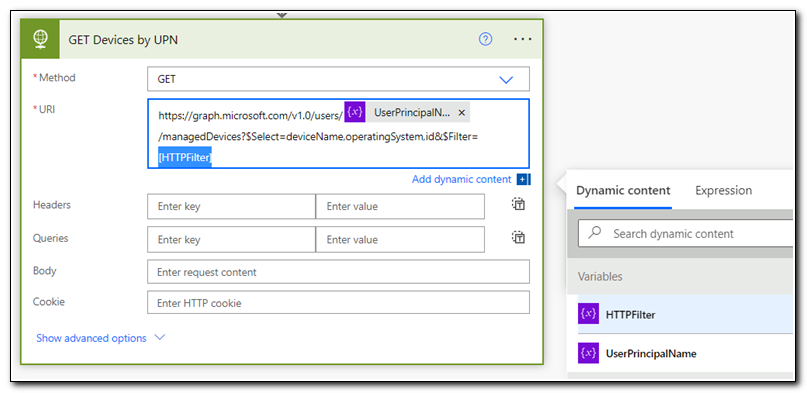 GET Devices by UPN
? ...
* Method
GET
* URI
https://graph.microsoft.com/v1.0/users/ {x} UserPrincipalN... ×
/managedDevices?$Select=deviceName,operatingSystem,id&$Filter=
[HTTPFilter]
Add dynamic content
Headers
Enter key
Enter value
Queries
Enter key
Enter value
Body
Enter request content
Cookie
Enter HTTP cookie
Show advanced options
Dynamic content
Expression
Search dynamic content
Variables
{x} HTTPFilter
{x} UserPrincipalName